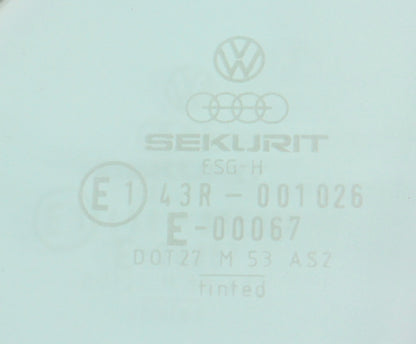 SEKURIT
ESG-H
E1 43R - 001026
E-00067
DOT27 M 53 AS2
tinted